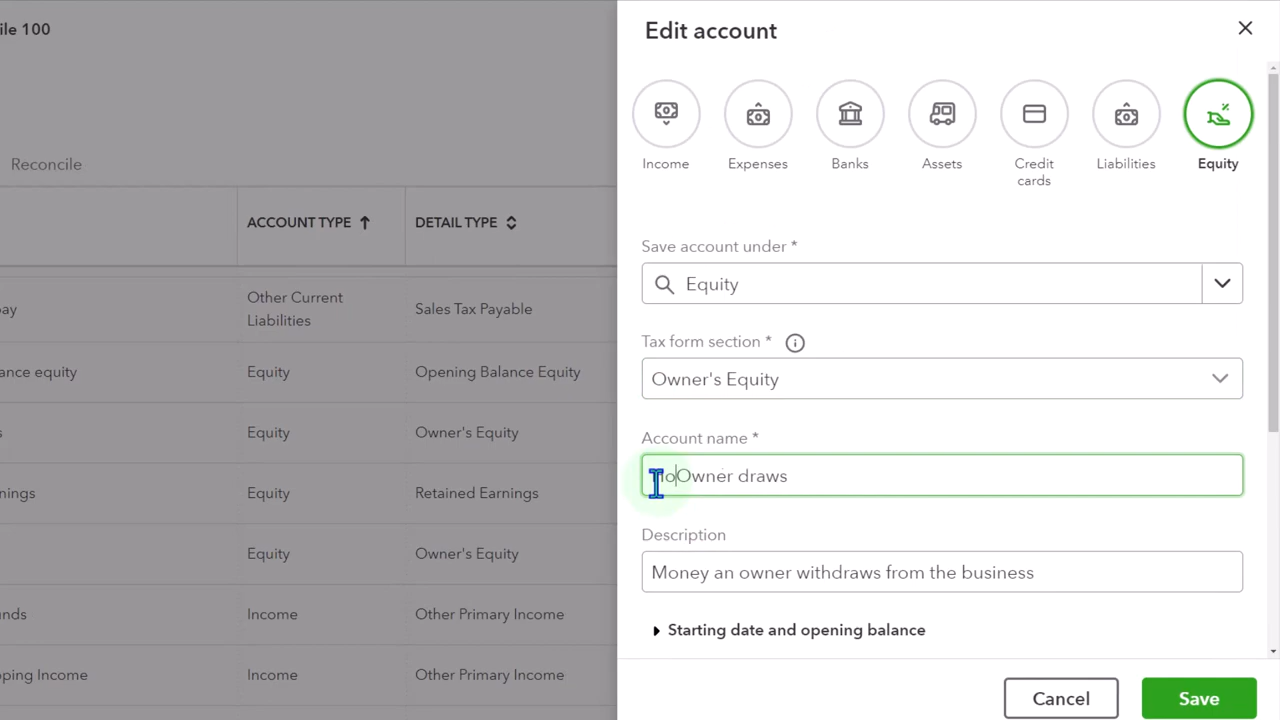 ile 100
Edit account
Income
Expenses
Banks
Assets
Credit
cards
Liabilities
Equity
Reconcile
ACCOUNT TYPE
DETAIL TYPE
Save account under *
Equity
Tax form section *
Owner's Equity
Account name *
Owner draws
Description
Money an owner withdraws from the business
Starting date and opening balance
Cancel
Save
pay
Other Current
Liabilities
Sales Tax Payable
ance equity
Equity
Opening Balance Equity
s
Equity
Owner's Equity
nings
Equity
Retained Earnings
Equity
Owner's Equity
unds
Income
Other Primary Income
pping Income
Income
Other Primary Income